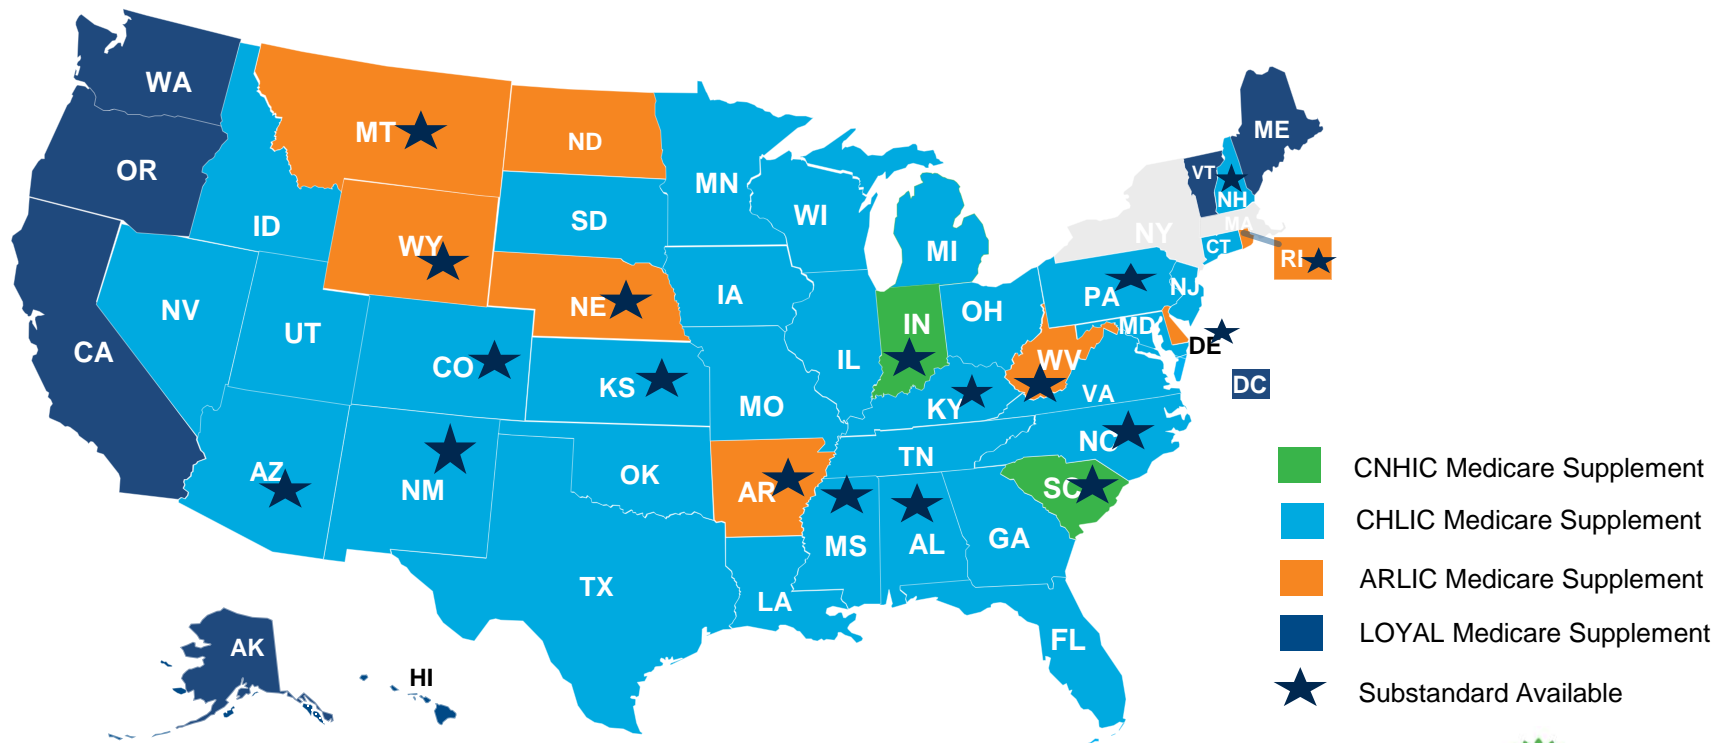 WA
MT
ND
OR
ID
WY
SD
MN
WI
MI
ME
VT
NH
NY
MA
CT
RI
NV
UT
CA
CO
NE
IA
IL
IN
OH
PA
NJ
MD
DE
DC
WV
VA
KS
MO
KY
AZ
NM
OK
AR
TN
NC
SC
TX
LA
MS
AL
GA
FL
AK
HI
CNHIC Medicare Supplement
CHLIC Medicare Supplement
ARLIC Medicare Supplement
LOYAL Medicare Supplement
Substandard Available